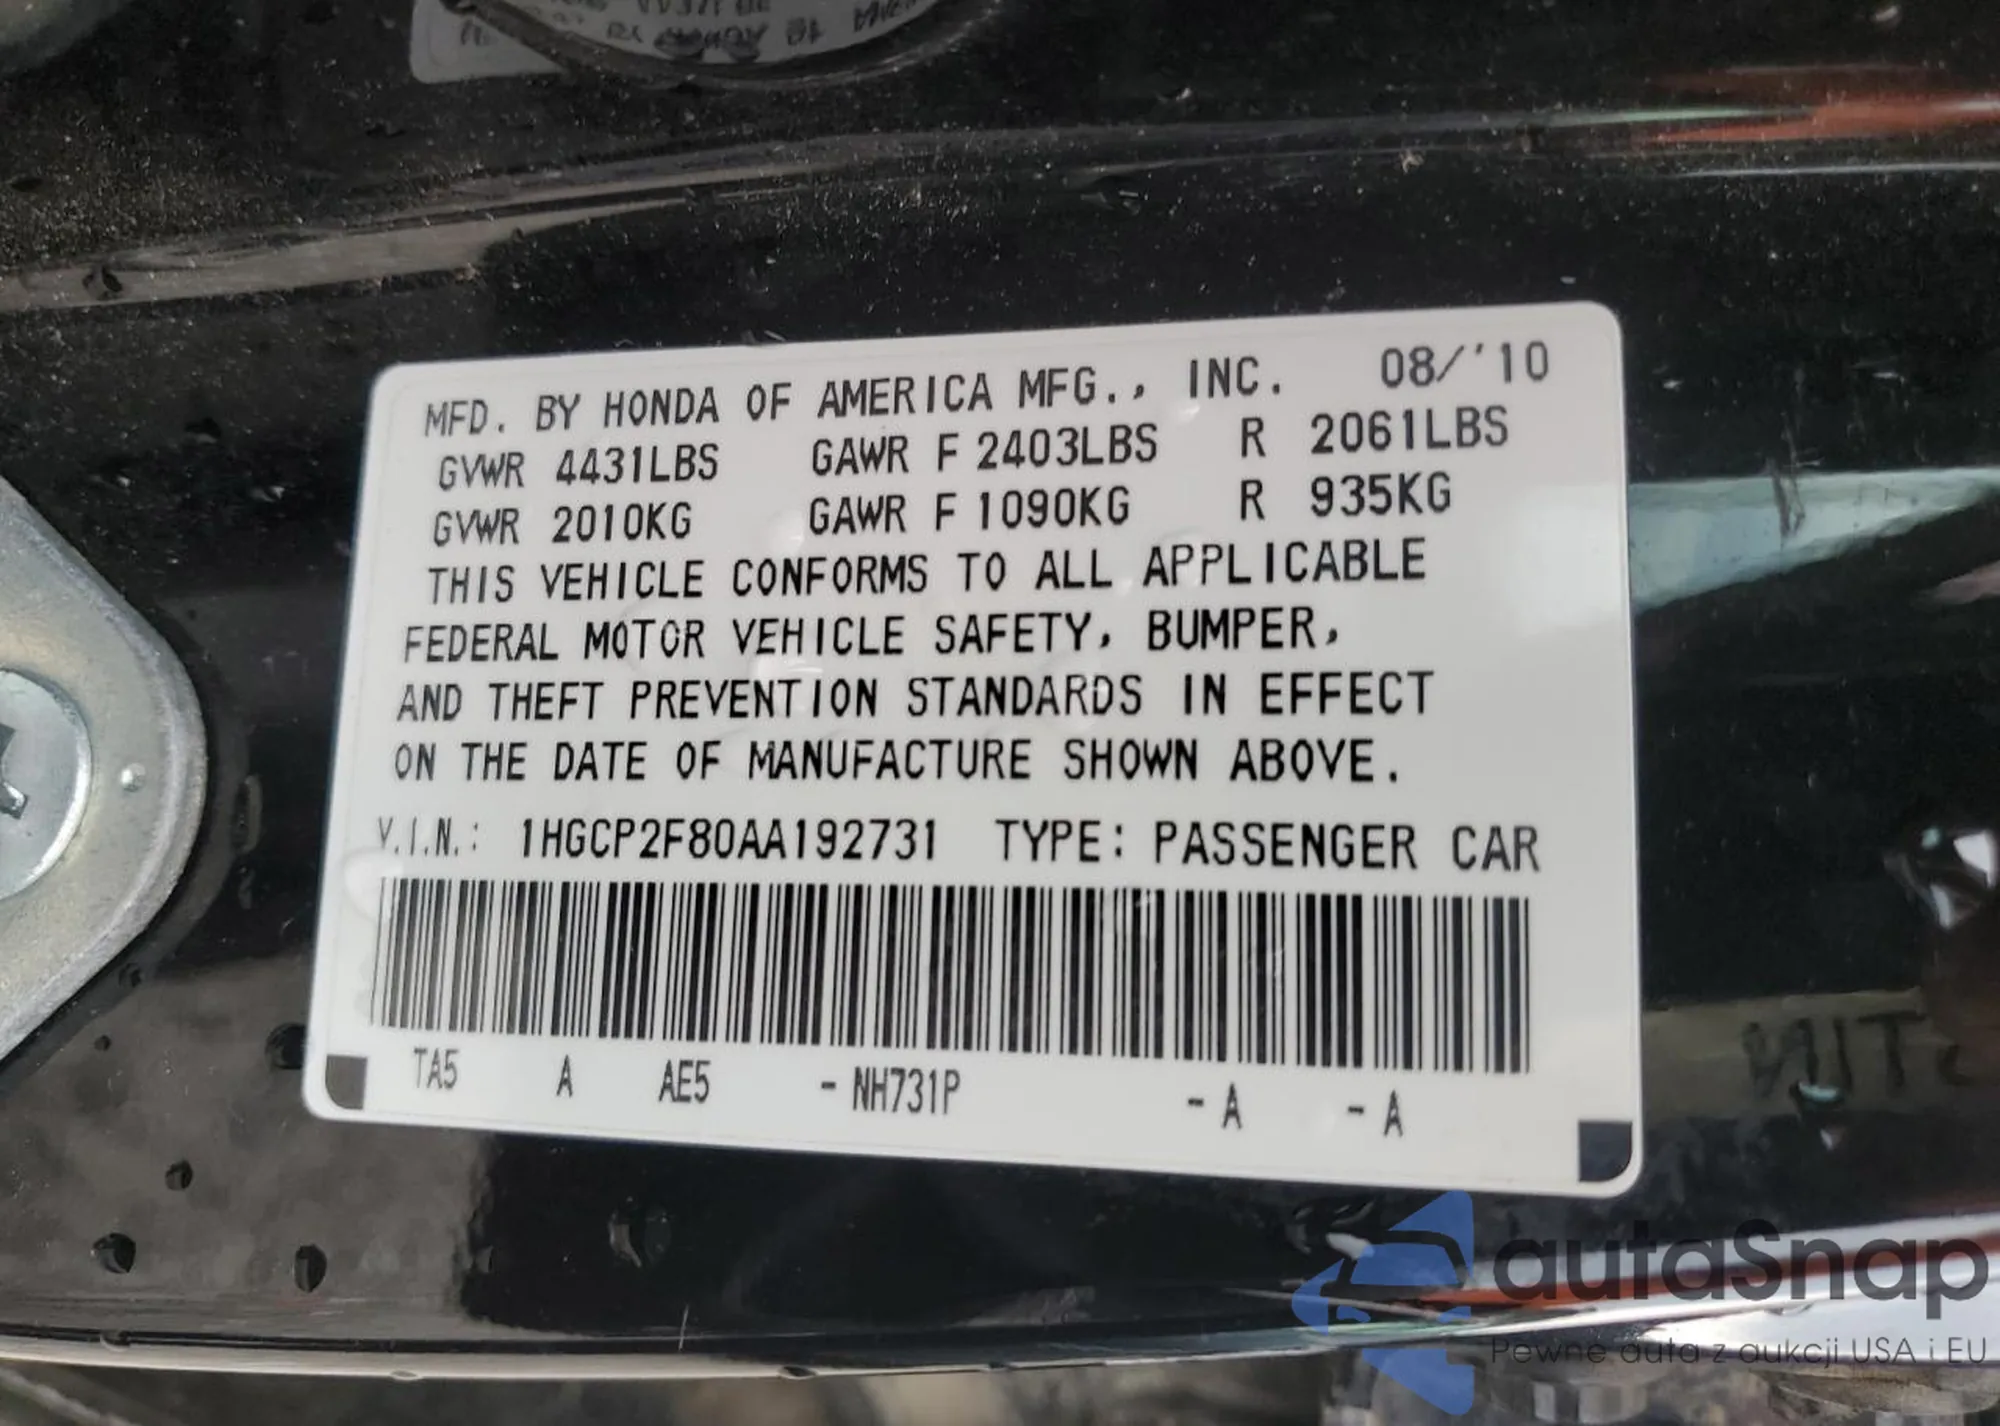 MFD. BY HONDA OF AMERICA MFG., INC. 08/'10
GVWR 4431LBS GAWR F 2403LBS R 2061LBS
GVWR 2010KG GAWR F 1090KG R 935KG
THIS VEHICLE CONFORMS TO ALL APPLICABLE
FEDERAL MOTOR VEHICLE SAFETY, BUMPER,
AND THEFT PREVENTION STANDARDS IN EFFECT
ON THE DATE OF MANUFACTURE SHOWN ABOVE.
V.I.N.: 1HGCP2F80AA192731 TYPE: PASSENGER CAR
TA5 A AE5 - NH731P - A - A
autaSnap
Pewne auta z aukcji USA i EU